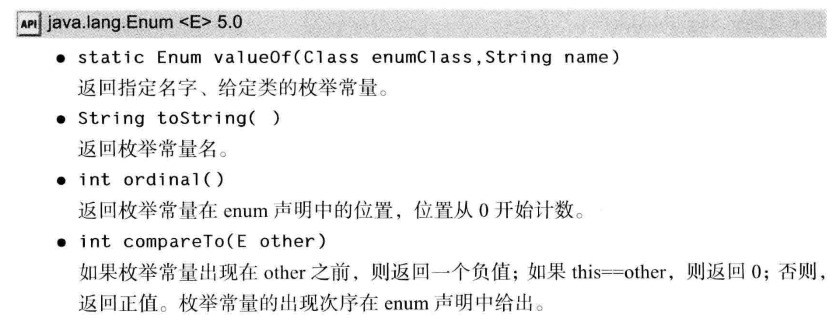 API java.lang.Enum <E> 5.0
● static Enum valueOf(Class enumClass,String name)
返回指定名字、给定类的枚举常量。
● String toString( )
返回枚举常量名。
● int ordinal()
返回枚举常量在 enum 声明中的位置，位置从 0 开始计数。
● int compareTo(E other)
如果枚举常量出现在 other 之前，则返回一个负值；如果 this==other，则返回 0；否则，
返回正值。枚举常量的出现次序在 enum 声明中给出。